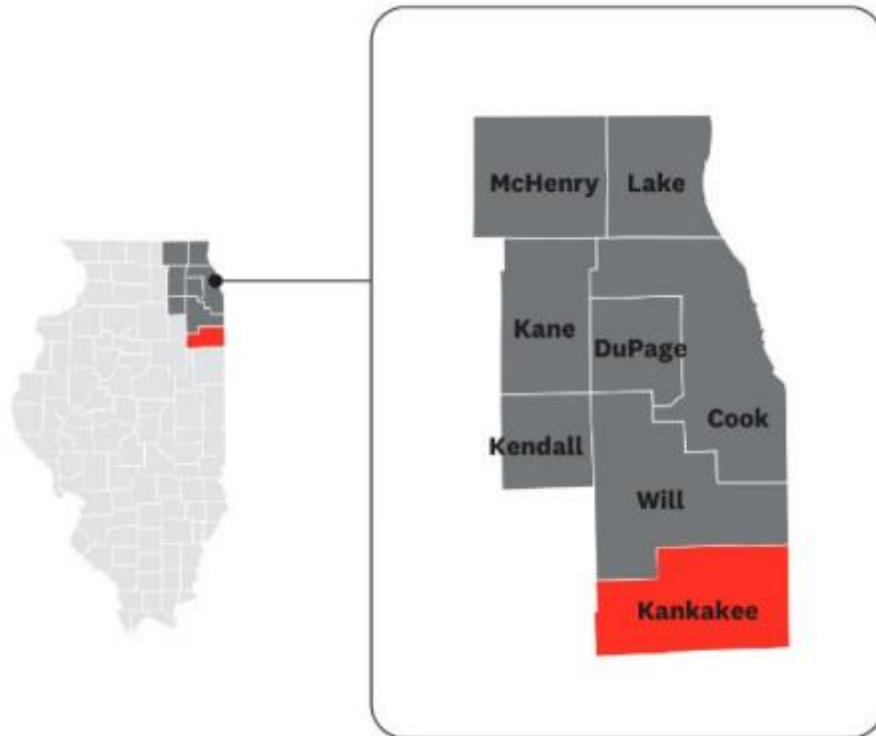 McHenry Lake
Kane
DuPage
Cook
Kendall
Will
Kankakee